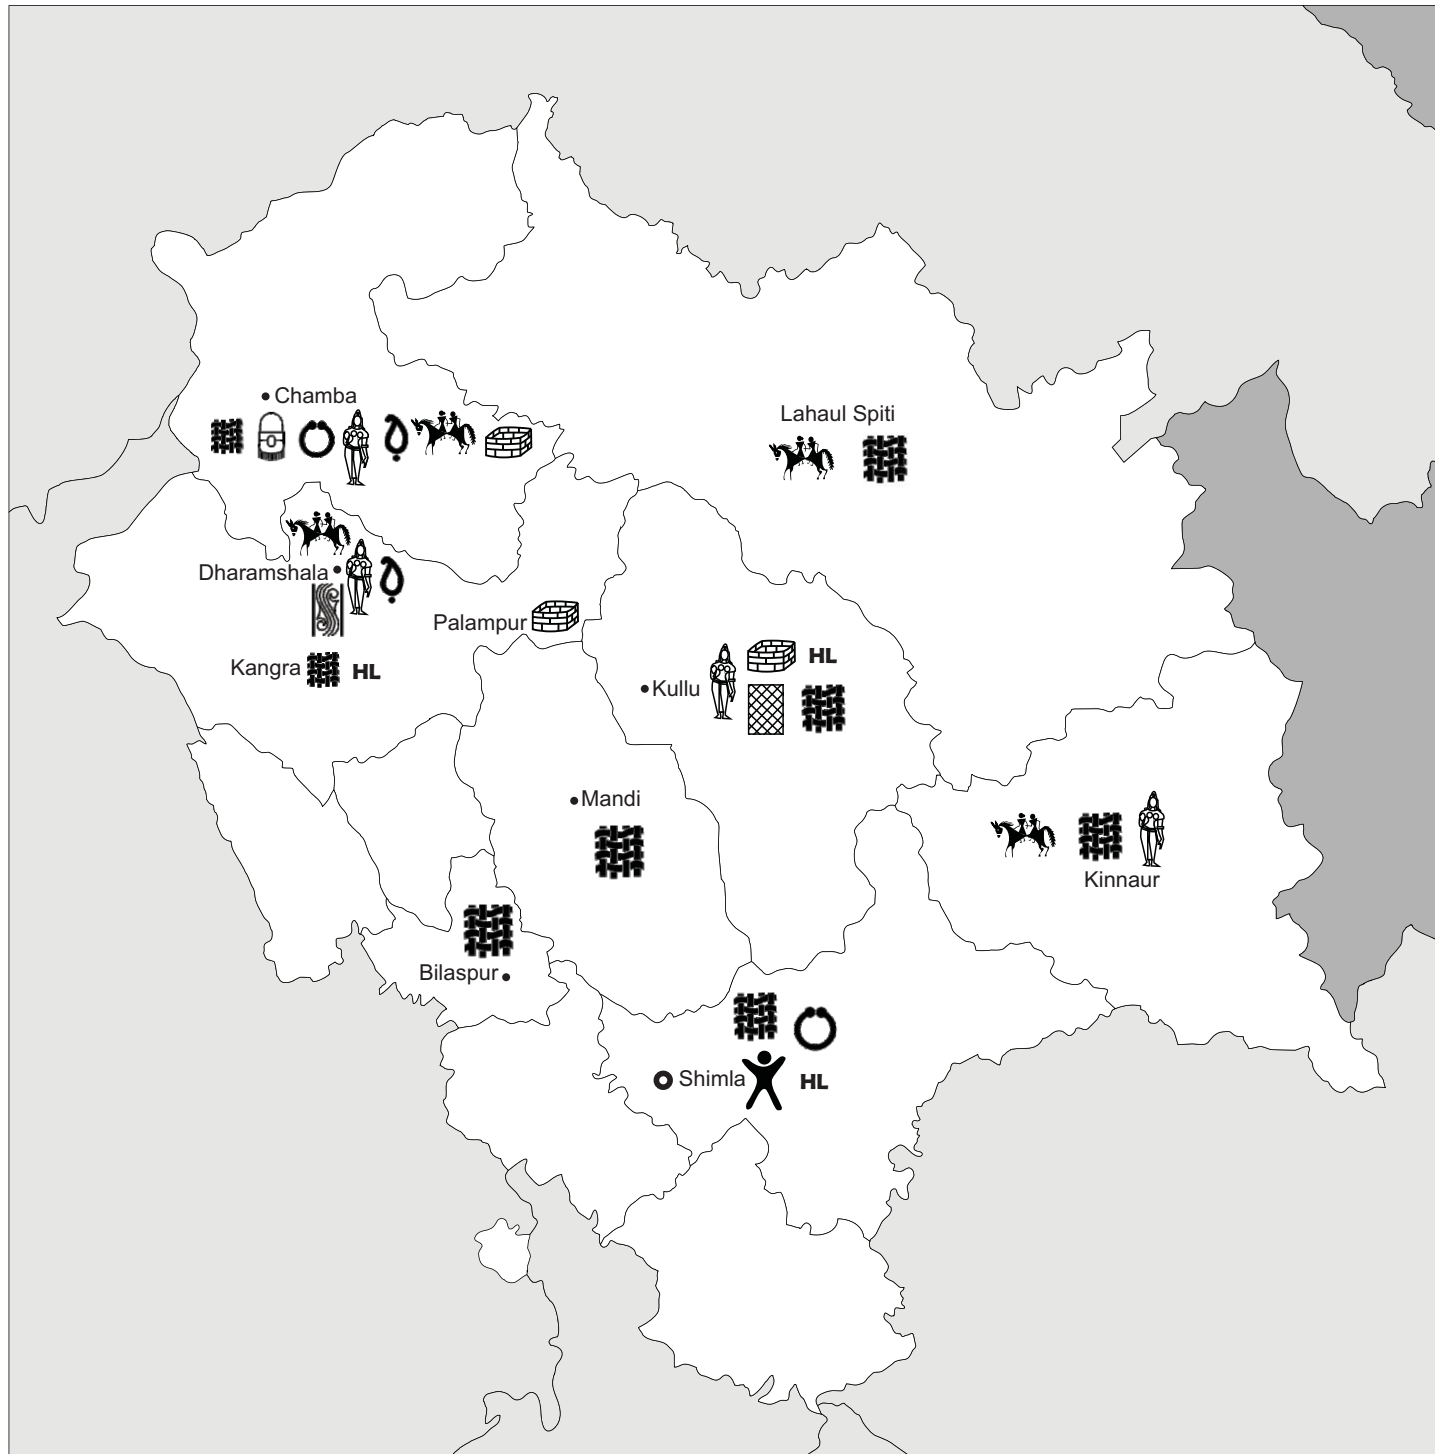 Chamba
Lahaul Spiti
Dharamshala
Palampur
Kangra HL
HL
Kullu
Mandi
Kinnaur
Bilaspur
Shimla HL